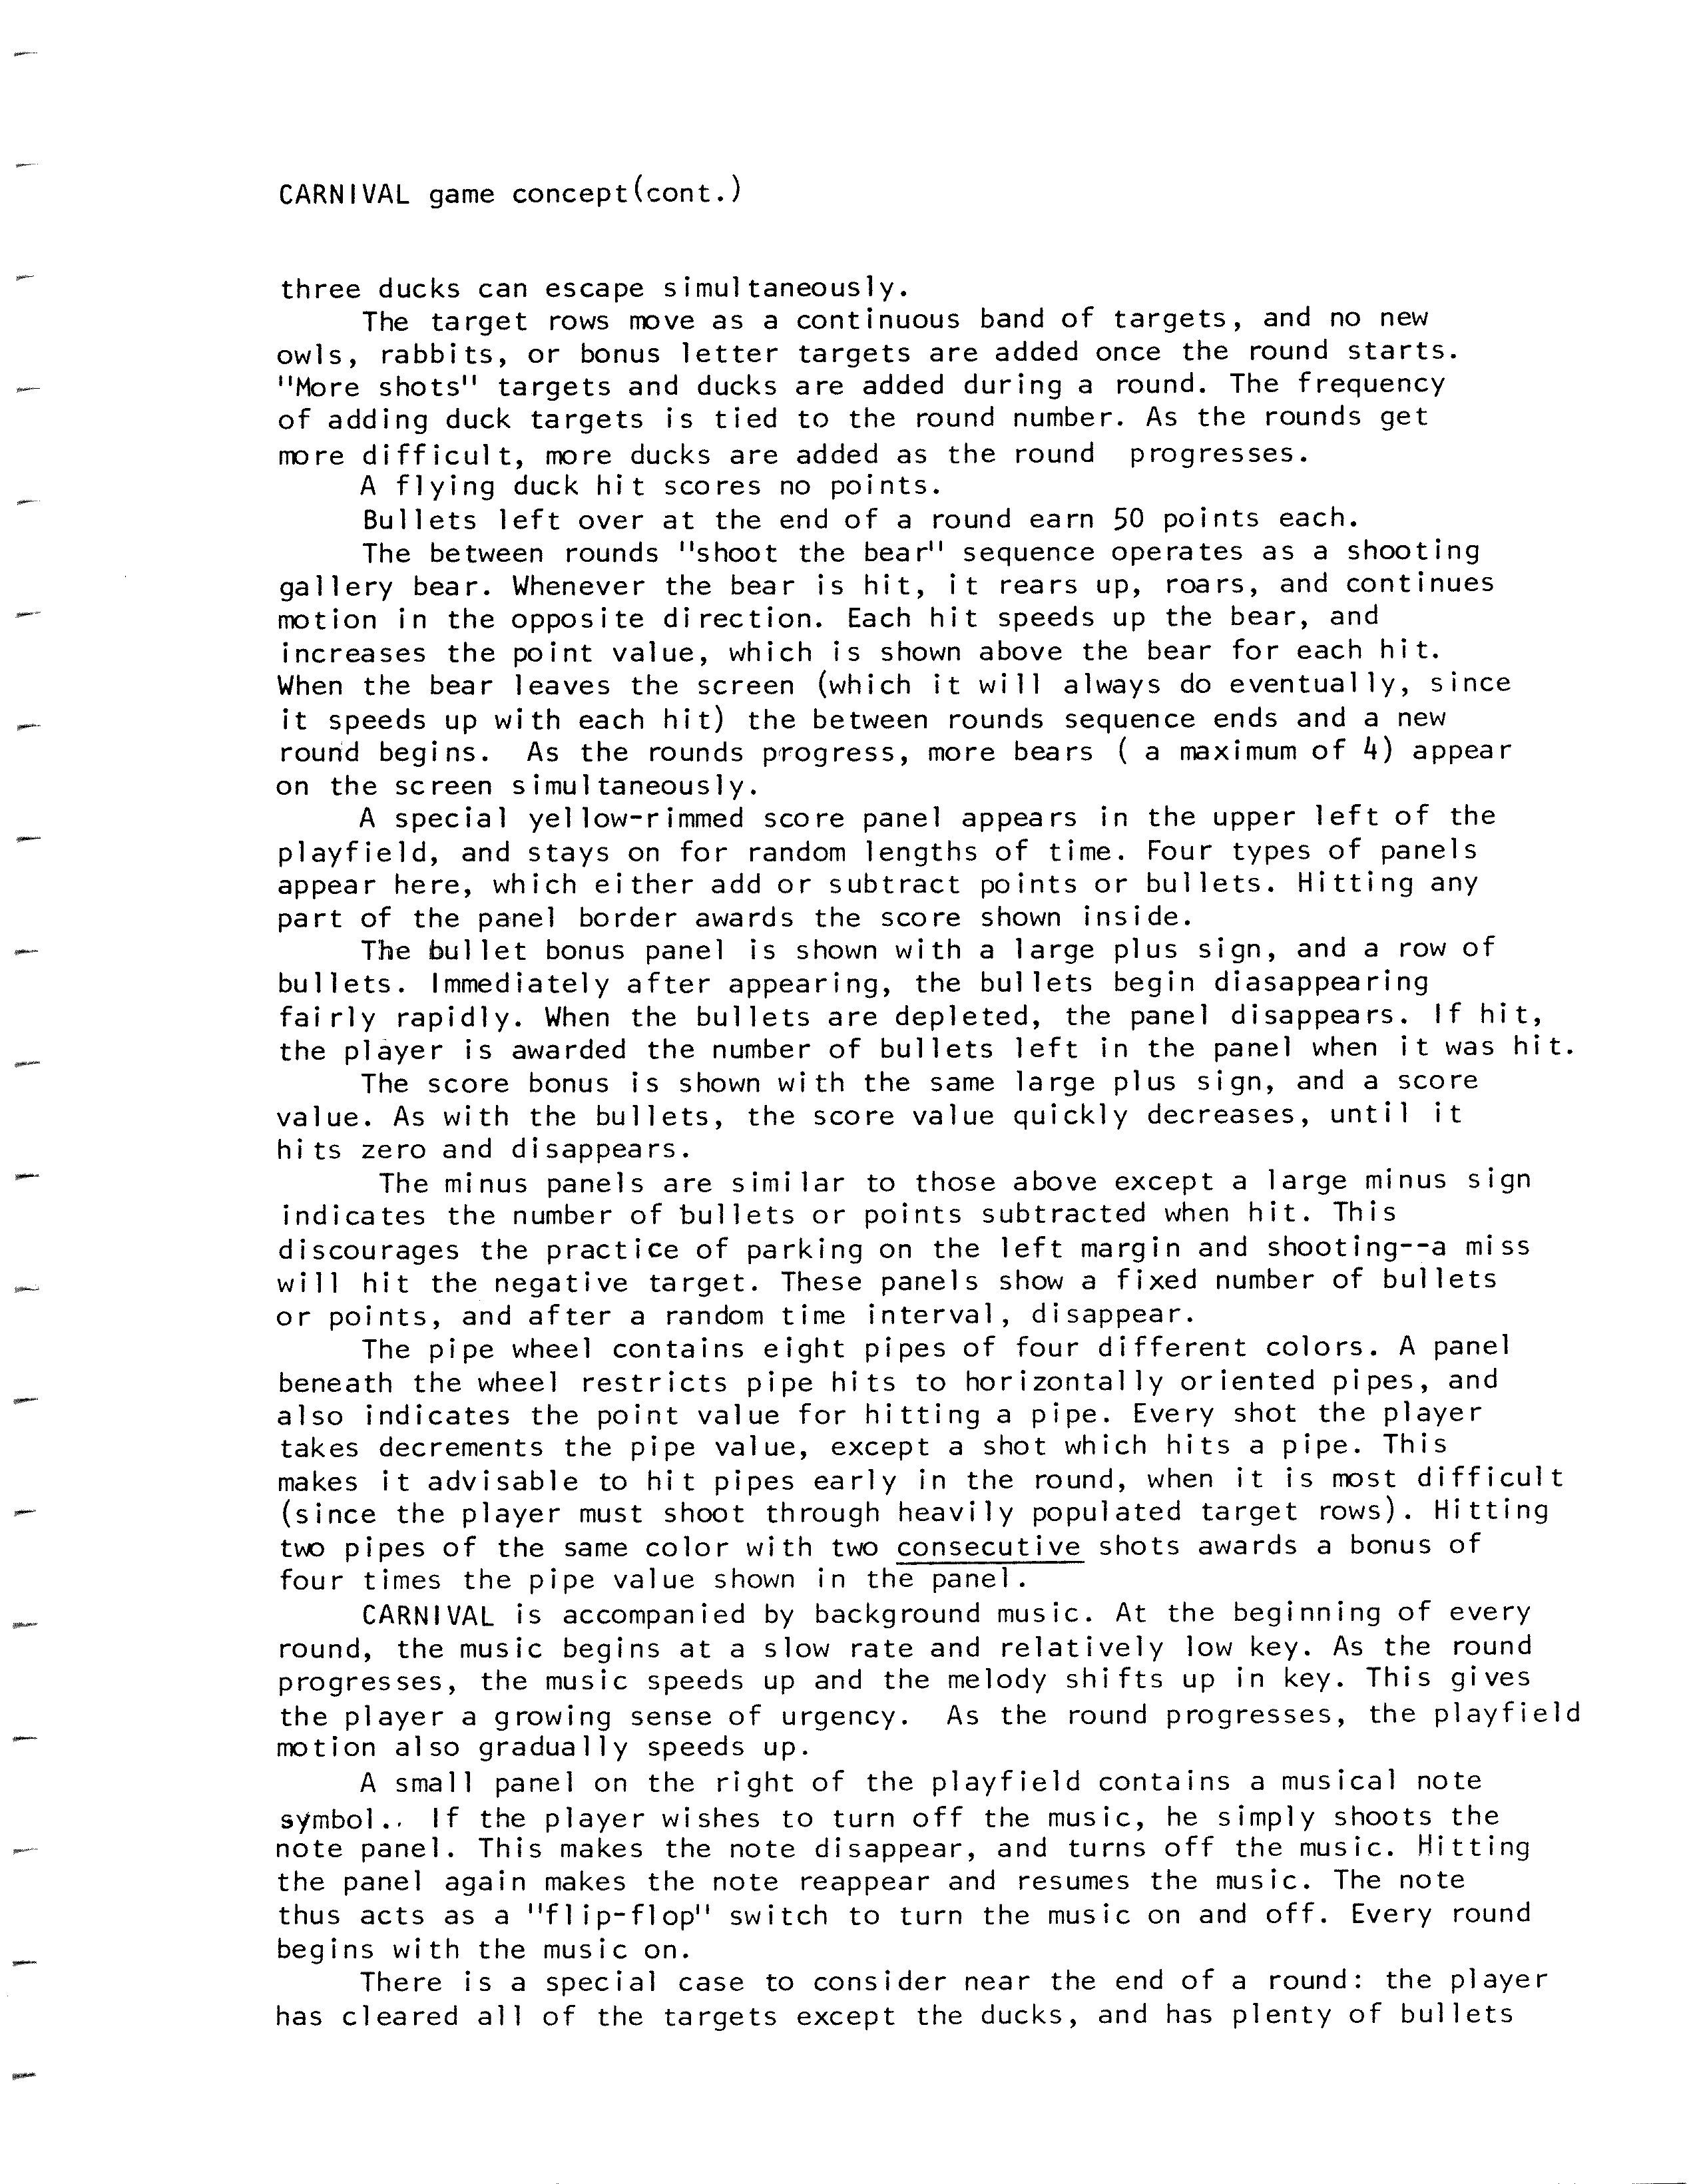 CARNIVAL game concept(cont.)
three ducks can escape simultaneously.
The target rows move as a continuous band of targets, and no new
owls, rabbits, or bonus letter targets are added once the round starts.
"More shots" targets and ducks are added during a round. The frequency
of adding duck targets is tied to the round number. As the rounds get
more difficult, more ducks are added as the round  progresses.
A flying duck hit scores no points.
Bullets left over at the end of a round earn 50 points each.
The between rounds "shoot the bear" sequence operates as a shooting
gallery bear. Whenever the bear is hit, it rears up, roars, and continues
motion in the opposite direction. Each hit speeds up the bear, and
increases the point value, which is shown above the bear for each hit.
When the bear leaves the screen (which it will always do eventually, since
it speeds up with each hit) the between rounds sequence ends and a new
round begins.  As the rounds progress, more bears ( a maximum of 4) appear
on the screen simultaneously.
A special yellow-rimmed score panel appears in the upper left of the
playfield, and stays on for random lengths of time. Four types of panels
appear here, which either add or subtract points or bullets. Hitting any
part of the panel border awards the score shown inside.
The bullet bonus panel is shown with a large plus sign, and a row of
bullets. Immediately after appearing, the bullets begin diasappearing
fairly rapidly. When the bullets are depleted, the panel disappears. If hit,
the player is awarded the number of bullets left in the panel when it was hit.
The score bonus is shown with the same large plus sign, and a score
value. As with the bullets, the score value quickly decreases, until it
hits zero and disappears.
The minus panels are similar to those above except a large minus sign
indicates the number of bullets or points subtracted when hit. This
discourages the practice of parking on the left margin and shooting--a miss
will hit the negative target. These panels show a fixed number of bullets
or points, and after a random time interval, disappear.
The pipe wheel contains eight pipes of four different colors. A panel
beneath the wheel restricts pipe hits to horizontally oriented pipes, and
also indicates the point value for hitting a pipe. Every shot the player
takes decrements the pipe value, except a shot which hits a pipe. This
makes it advisable to hit pipes early in the round, when it is most difficult
(since the player must shoot through heavily populated target rows). Hitting
two pipes of the same color with two consecutive shots awards a bonus of
four times the pipe value shown in the panel.
CARNIVAL is accompanied by background music. At the beginning of every
round, the music begins at a slow rate and relatively low key. As the round
progresses, the music speeds up and the melody shifts up in key. This gives
the player a growing sense of urgency.  As the round progresses, the playfield
motion also gradually speeds up.
A small panel on the right of the playfield contains a musical note
symbol.. If the player wishes to turn off the music, he simply shoots the
note panel. This makes the note disappear, and turns off the music. Hitting
the panel again makes the note reappear and resumes the music. The note
thus acts as a "flip-flop" switch to turn the music on and off. Every round
begins with the music on.
There is a special case to consider near the end of a round: the player
has cleared all of the targets except the ducks, and has plenty of bullets